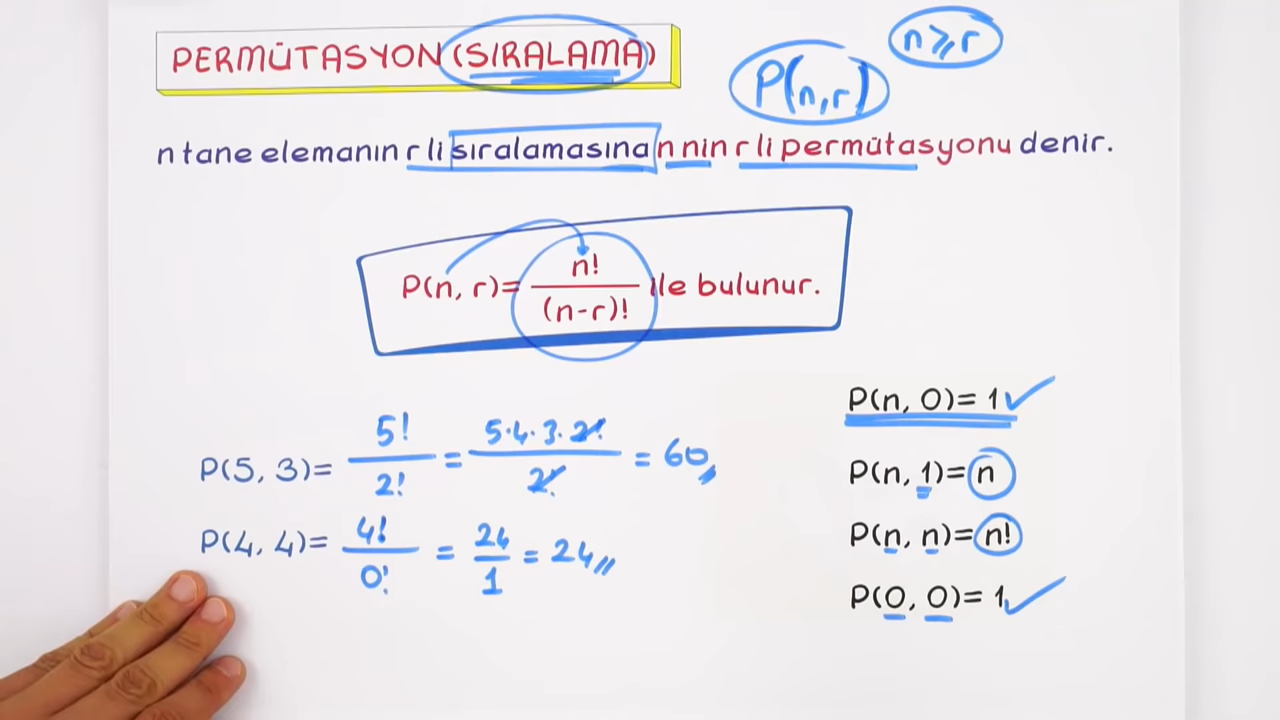 PERMÜTASYON (SIRALAMA)
P(n,r)
n⩾r
n tane elemanın r li sıralamasına n nin r li permütasyonu denir.
P(n, r)= n!/(n-r)! ile bulunur.
P(5, 3)= 5!/2! = 5·4·3·2!/2! = 60,
P(4, 4)= 4!/0! = 24/1 = 24,,
P(n, 0)= 1 ✓
P(n, 1)= n
P(n, n)= n!
P(0, 0)= 1 ✓